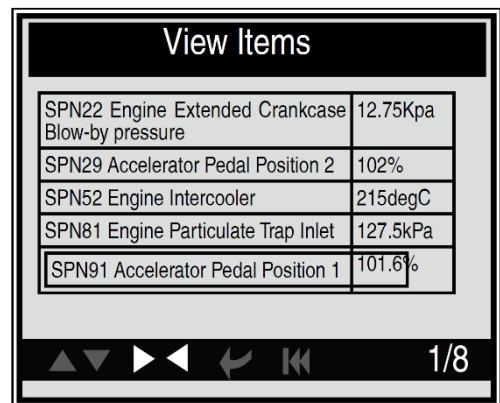 View Items
SPN22 Engine Extended Crankcase 12.75Kpa
Blow-by pressure
SPN29 Accelerator Pedal Position 2 102%
SPN52 Engine Intercooler 215degC
SPN81 Engine Particulate Trap Inlet 127.5kPa
SPN91 Accelerator Pedal Position 1 101.6%
1/8